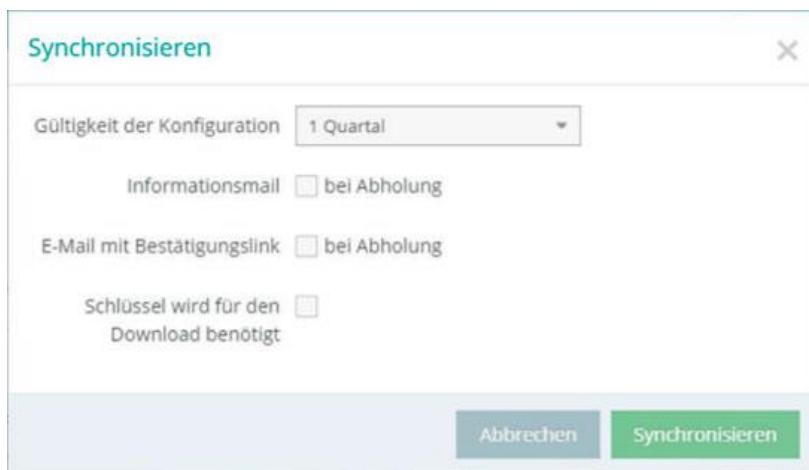 Synchronisieren
Gültigkeit der Konfiguration 1 Quartal
Informationsmail bei Abholung
E-Mail mit Bestätigungslink bei Abholung
Schlüssel wird für den
Download benötigt
Abbrechen Synchronisieren